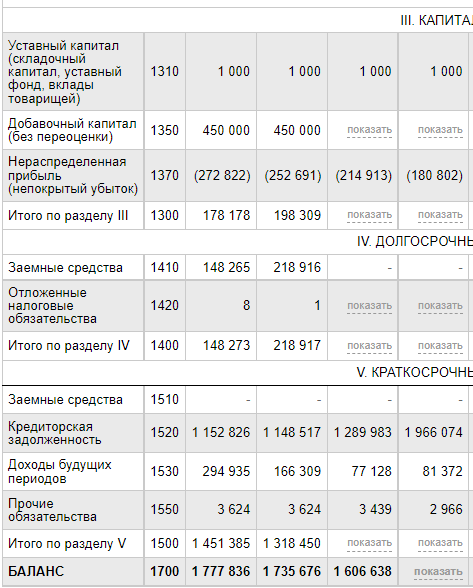 III. КАПИТА
Уставный капитал
(складочный
капитал, уставный 1310 1 000 1 000 1 000 1 000
фонд, вклады
товарищей)
Добавочный капитал
(без переоценки) 1350 450 000 450 000 показать показать
Нераспределенная
прибыль 1370 (272 822) (252 691) (214 913) (180 802)
(непокрытый убыток)
Итого по разделу III 1300 178 178 198 309 показать показать
IV. ДОЛГОСРОЧНЫ
Заемные средства 1410 148 265 218 916 - -
Отложенные
налоговые 1420 8 1 показать показать
обязательства
Итого по разделу IV 1400 148 273 218 917 показать показать
V. КРАТКОСРОЧНЫ
Заемные средства 1510 - - - -
Кредиторская
задолженность 1520 1 152 826 1 148 517 1 289 983 1 966 074
Доходы будущих
периодов 1530 294 935 166 309 77 128 81 372
Прочие
обязательства 1550 3 624 3 624 3 439 2 966
Итого по разделу V 1500 1 451 385 1 318 450 показать показать
БАЛАНС 1700 1 777 836 1 735 676 1 606 638 показать